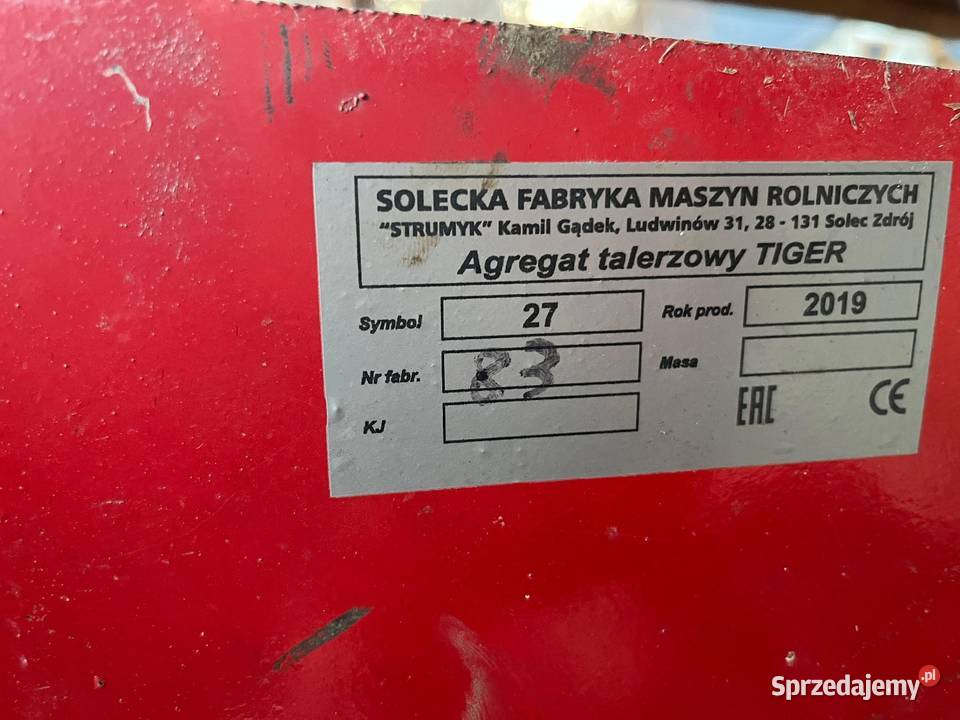 SOLECKA FABRYKA MASZYN ROLNICZYCH
"STRUMYK" Kamil Gądek, Ludwinów 31, 28 - 131 Solec Zdrój
Agregat talerzowy TIGER
Symbol 27 Rok prod. 2019
Nr fabr. 83 Masa
KJ EAC CE
Sprzedajemy.pl